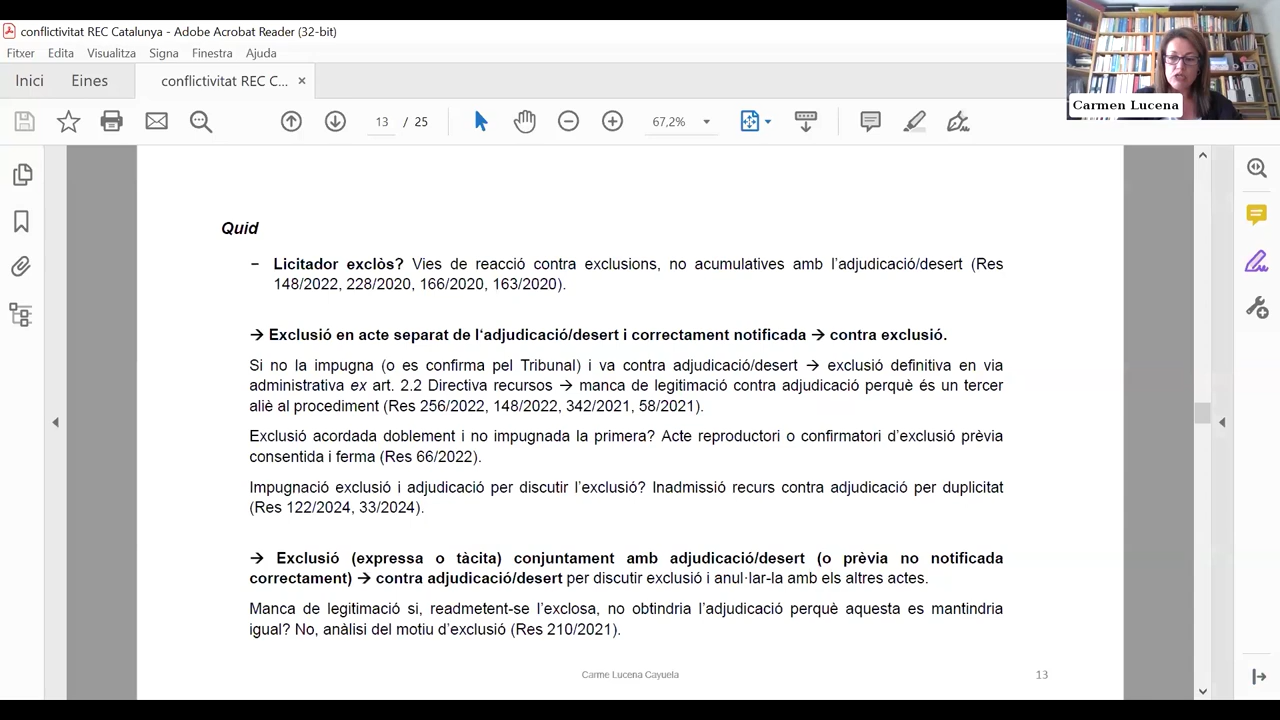 conflictivitat REC Catalunya - Adobe Acrobat Reader (32-bit)
Fitxer Edita Visualitza Signa Finestra Ajuda
Inici Eines conflictivitat REC C... ×
13 / 25 67,2%
Carmen Lucena
Quid
– Licitador exclòs? Vies de reacció contra exclusions, no acumulatives amb l’adjudicació/desert (Res
148/2022, 228/2020, 166/2020, 163/2020).
→ Exclusió en acte separat de l‘adjudicació/desert i correctament notificada → contra exclusió.
Si no la impugna (o es confirma pel Tribunal) i va contra adjudicació/desert → exclusió definitiva en via
administrativa ex art. 2.2 Directiva recursos → manca de legitimació contra adjudicació perquè és un tercer
aliè al procediment (Res 256/2022, 148/2022, 342/2021, 58/2021).
Exclusió acordada doblement i no impugnada la primera? Acte reproductori o confirmatori d’exclusió prèvia
consentida i ferma (Res 66/2022).
Impugnació exclusió i adjudicació per discutir l’exclusió? Inadmissió recurs contra adjudicació per duplicitat
(Res 122/2024, 33/2024).
→ Exclusió (expressa o tàcita) conjuntament amb adjudicació/desert (o prèvia no notificada
correctament) → contra adjudicació/desert per discutir exclusió i anul·lar-la amb els altres actes.
Manca de legitimació si, readmetent-se l’exclosa, no obtindria l’adjudicació perquè aquesta es mantindria
igual? No, anàlisi del motiu d’exclusió (Res 210/2021).
Carme Lucena Cayuela 13